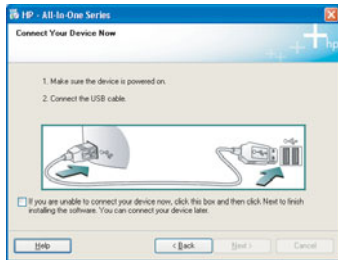 HP - All-In-One Series
Connect Your Device Now
hp
1. Make sure the device is powered on.
2. Connect the USB cable.
If you are unable to connect your device now, click this box and then click Next to finish
installing the software. You can connect your device later.
Help
< Back
Next >
Cancel